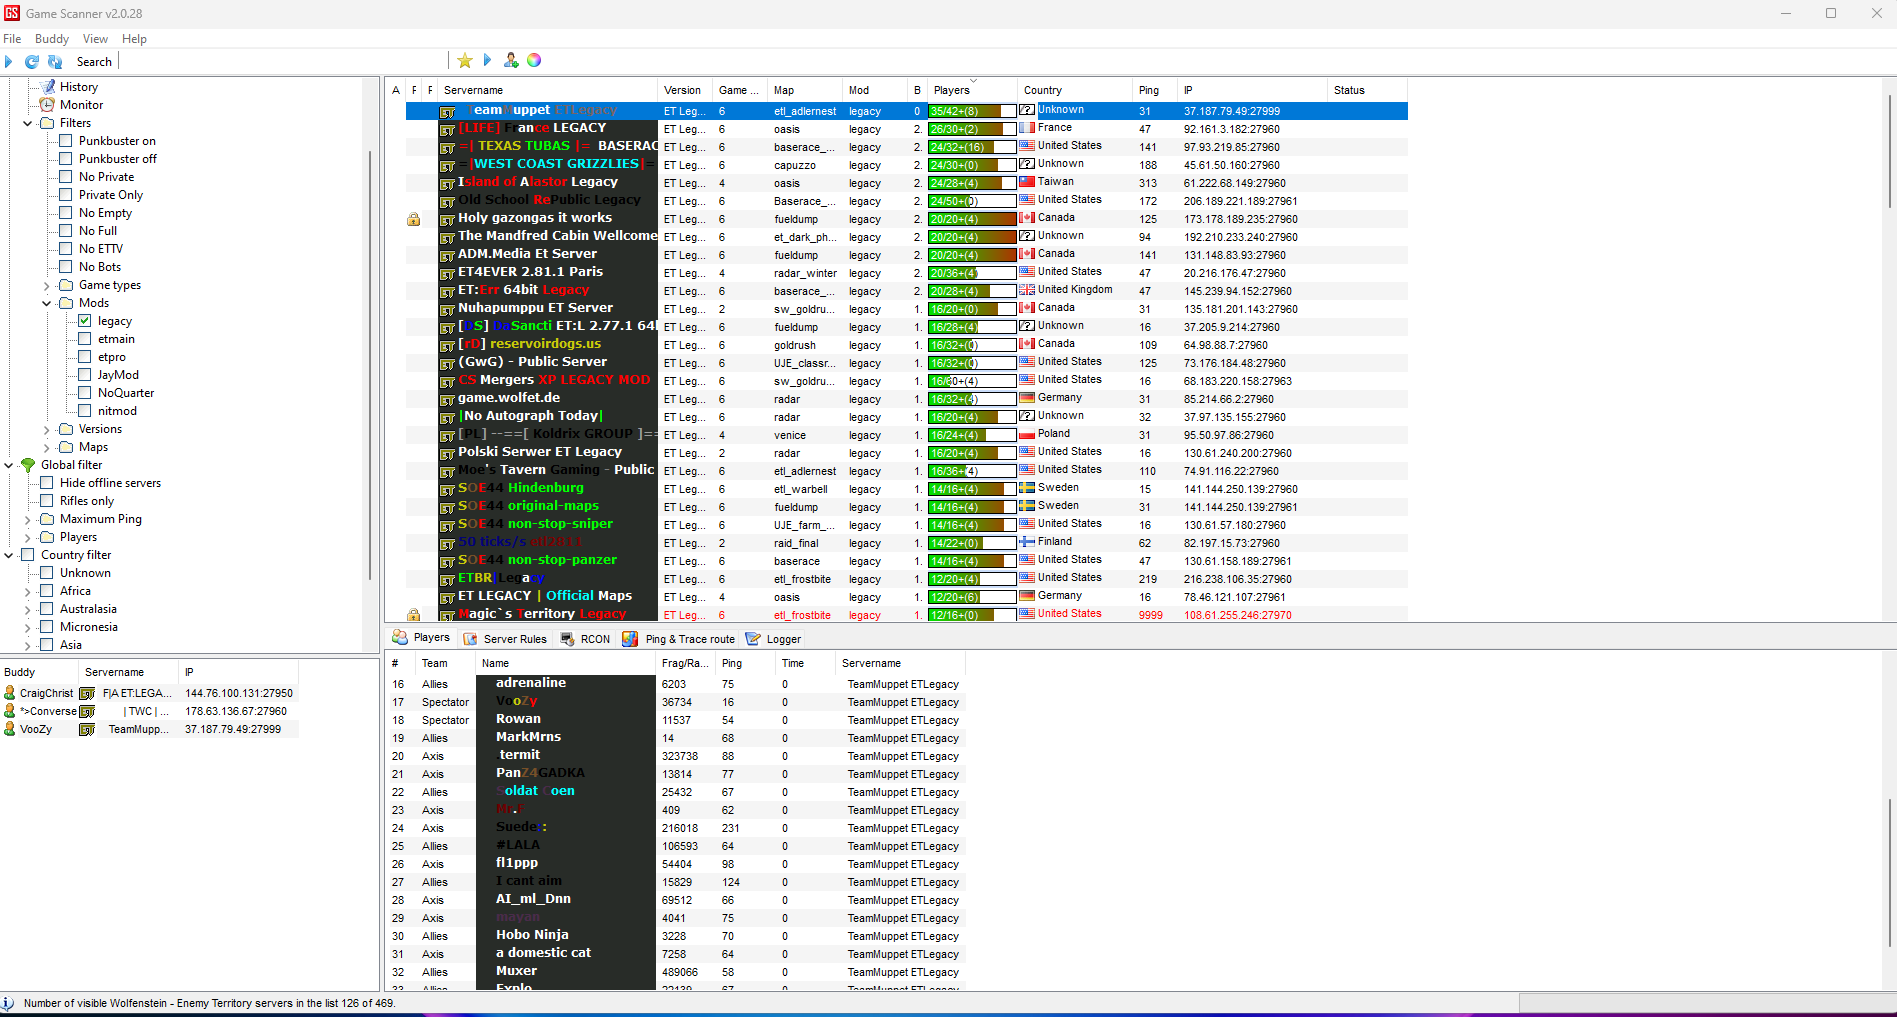 Game Scanner v2.0.28
File Buddy View Help
Search
History
Monitor
Filters
Punkbuster on
Punkbuster off
No Private
Private Only
No Empty
No Full
No ETTV
No Bots
Game types
Mods
legacy
etmain
etpro
JayMod
NoQuarter
nitmod
Versions
Maps
Global filter
Hide offline servers
Rifles only
Maximum Ping
Players
Country filter
Unknown
Africa
Australasia
Micronesia
Asia
Buddy Servername IP
CraigChrist F|A ET:LEGA... 144.76.100.131:27950
*>Converse |TWC|... 178.63.136.67:27960
VooZy TeamMupp... 37.187.79.49:27999
A F F Servername Version Game ... Map Mod B Players Country Ping IP Status
TeamMuppet ETLegacy ET Leg... 6 etl_adlernest legacy 0 35/42+(8) Unknown 31 37.187.79.49:27999
[LIFE] France LEGACY ET Leg... 6 oasis legacy 2. 26/30+(2) France 47 92.161.3.182:27960
=| TEXAS TUBAS |= BASERAC ET Leg... 6 baserace_... legacy 2. 24/32+(16) United States 141 97.93.219.85:27960
=|WEST COAST GRIZZLIES|= ET Leg... 6 capuzzo legacy 2. 24/30+(0) Unknown 188 45.61.50.160:27960
Island of Alastor Legacy ET Leg... 4 oasis legacy 2. 24/28+(4) Taiwan 313 61.222.68.149:27960
Old School RePublic Legacy ET Leg... 6 Baserace_... legacy 2. 24/50+(0) United States 172 206.189.221.189:27961
Holy gazongas it works ET Leg... 6 fueldump legacy 2. 20/20+(4) Canada 125 173.178.189.235:27960
The Mandfred Cabin Wellcome ET Leg... 6 et_dark_ph... legacy 2. 20/20+(4) Unknown 94 192.210.233.240:27960
ADM.Media Et Server ET Leg... 6 fueldump legacy 2. 20/20+(4) Canada 141 131.148.83.93:27960
ET4EVER 2.81.1 Paris ET Leg... 4 radar_winter legacy 2. 20/36+(4) United States 47 20.216.176.47:27960
ET:Err 64bit Legacy ET Leg... 6 baserace_... legacy 2. 20/28+(4) United Kingdom 47 145.239.94.152:27960
Nuhapumppu ET Server ET Leg... 2 sw_goldru... legacy 1. 16/20+(0) Canada 31 135.181.201.143:27960
[DS] DaSancti ET:L 2.77.1 64l ET Leg... 6 fueldump legacy 1. 16/28+(4) Unknown 16 37.205.9.214:27960
[rD] reservoirdogs.us ET Leg... 6 goldrush legacy 1. 16/32+(0) Canada 109 64.98.88.7:27960
(GwG) - Public Server ET Leg... 6 UJE_classr... legacy 1. 16/32+(0) United States 125 73.176.184.48:27960
CS Mergers XP LEGACY MOD ET Leg... 6 sw_goldru... legacy 1. 16/60+(4) United States 16 68.183.220.158:27963
game.wolfet.de ET Leg... 6 radar legacy 1. 16/32+(4) Germany 31 85.214.66.2:27960
|No Autograph Today| ET Leg... 6 radar legacy 1. 16/20+(4) Unknown 32 37.97.135.155:27960
[PL] --==[ Koldrix GROUP ]== ET Leg... 4 venice legacy 1. 16/24+(4) Poland 31 95.50.97.86:27960
Polski Serwer ET Legacy ET Leg... 2 radar legacy 1. 16/20+(4) United States 16 130.61.240.200:27960
Moe's Tavern Gaming - Public ET Leg... 6 etl_adlernest legacy 1. 16/36+(4) United States 110 74.91.116.22:27960
SOE44 Hindenburg ET Leg... 6 etl_warbell legacy 1. 14/16+(4) Sweden 15 141.144.250.139:27960
SOE44 original-maps ET Leg... 6 fueldump legacy 1. 14/16+(4) Sweden 31 141.144.250.139:27961
SOE44 non-stop-sniper ET Leg... 6 UJE_farm_... legacy 1. 14/16+(4) United States 16 130.61.57.180:27960
50 ticks/s ET Leg... 2 raid_final legacy 1. 14/22+(0) Finland 62 82.197.15.73:27960
SOE44 non-stop-panzer ET Leg... 6 baserace legacy 1. 14/16+(4) United States 47 130.61.158.189:27961
ETBR|Legacy ET Leg... 6 etl_frostbite legacy 1. 12/20+(4) United States 219 216.238.106.35:27960
ET LEGACY | Official Maps ET Leg... 4 oasis legacy 1. 12/20+(6) Germany 16 78.46.121.107:27961
Magic`s Territory Legacy ET Leg... 6 etl_frostbite legacy 1. 12/16+(0) United States 9999 108.61.255.246:27970
Players Server Rules RCON Ping & Trace route Logger
# Team Name Frag/Ra... Ping Time Servername
16 Allies adrenaline 6203 75 0 TeamMuppet ETLegacy
17 Spectator VooZy 36734 16 0 TeamMuppet ETLegacy
18 Spectator Rowan 11537 54 0 TeamMuppet ETLegacy
19 Allies MarkMrns 14 68 0 TeamMuppet ETLegacy
20 Axis .termit 323738 88 0 TeamMuppet ETLegacy
21 Axis PanZ4GADKA 13814 77 0 TeamMuppet ETLegacy
22 Allies Soldat Coen 25432 67 0 TeamMuppet ETLegacy
23 Axis Mr.F 409 62 0 TeamMuppet ETLegacy
24 Axis Suede:: 216018 231 0 TeamMuppet ETLegacy
25 Allies #LALA 106593 64 0 TeamMuppet ETLegacy
26 Axis fl1ppp 54404 98 0 TeamMuppet ETLegacy
27 Allies I cant aim 15829 124 0 TeamMuppet ETLegacy
28 Axis AI_ml_Dnn 69512 66 0 TeamMuppet ETLegacy
29 Axis mayan 4041 75 0 TeamMuppet ETLegacy
30 Allies Hobo Ninja 3228 70 0 TeamMuppet ETLegacy
31 Axis a domestic cat 7258 64 0 TeamMuppet ETLegacy
32 Allies Muxer 489066 58 0 TeamMuppet ETLegacy
33 Allies Explo 22139 67 0 TeamMuppet ETLegacy
Number of visible Wolfenstein - Enemy Territory servers in the list 126 of 469.